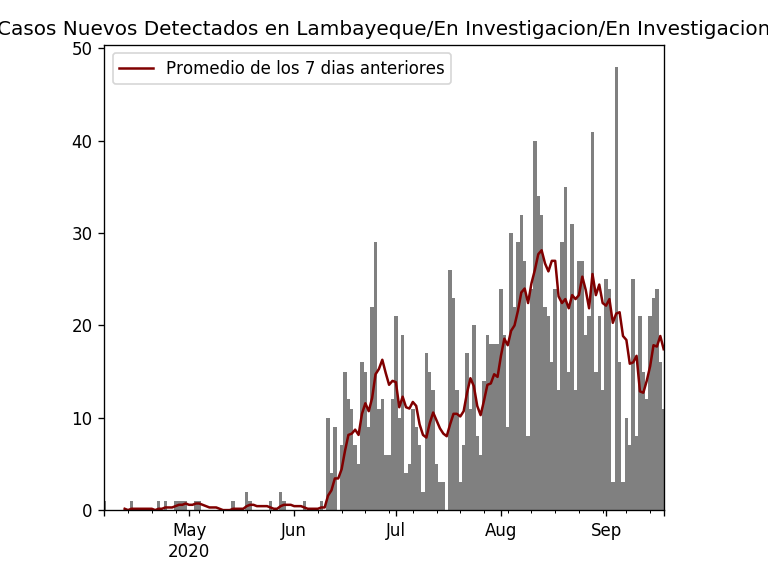 Casos Nuevos Detectados en Lambayeque/En Investigacion/En Investigacion
Promedio de los 7 dias anteriores
50
40
30
20
10
0
May
2020
Jun
Jul
Aug
Sep